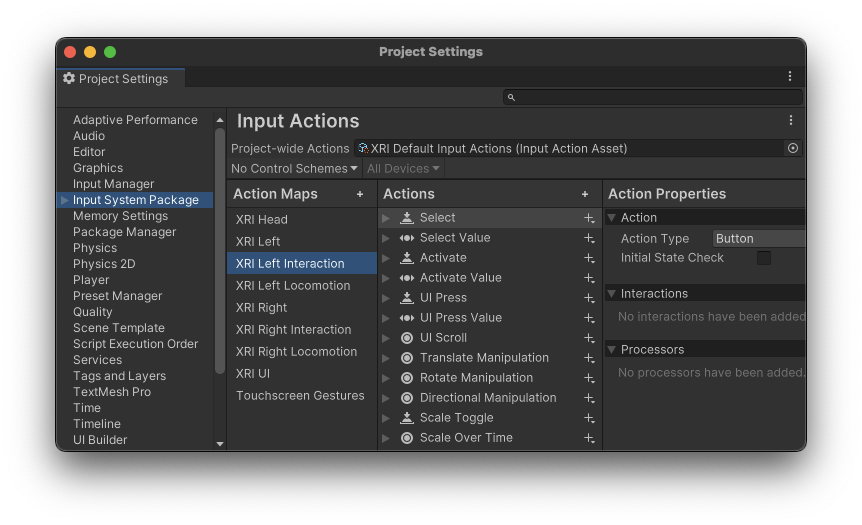 Project Settings
Project Settings
Adaptive Performance
Audio
Editor
Graphics
Input Manager
Input System Package
Memory Settings
Package Manager
Physics
Physics 2D
Player
Preset Manager
Quality
Scene Template
Script Execution Order
Services
Tags and Layers
TextMesh Pro
Time
Timeline
UI Builder
Input Actions
Project-wide Actions XRI Default Input Actions (Input Action Asset)
No Control Schemes All Devices
Action Maps +
XRI Head
XRI Left
XRI Left Interaction
XRI Left Locomotion
XRI Right
XRI Right Interaction
XRI Right Locomotion
XRI UI
Touchscreen Gestures
Actions +
Select
Select Value
Activate
Activate Value
UI Press
UI Press Value
UI Scroll
Translate Manipulation
Rotate Manipulation
Directional Manipulation
Scale Toggle
Scale Over Time
Action Properties
Action
Action Type Button
Initial State Check
Interactions
No interactions have been added
Processors
No processors have been added.